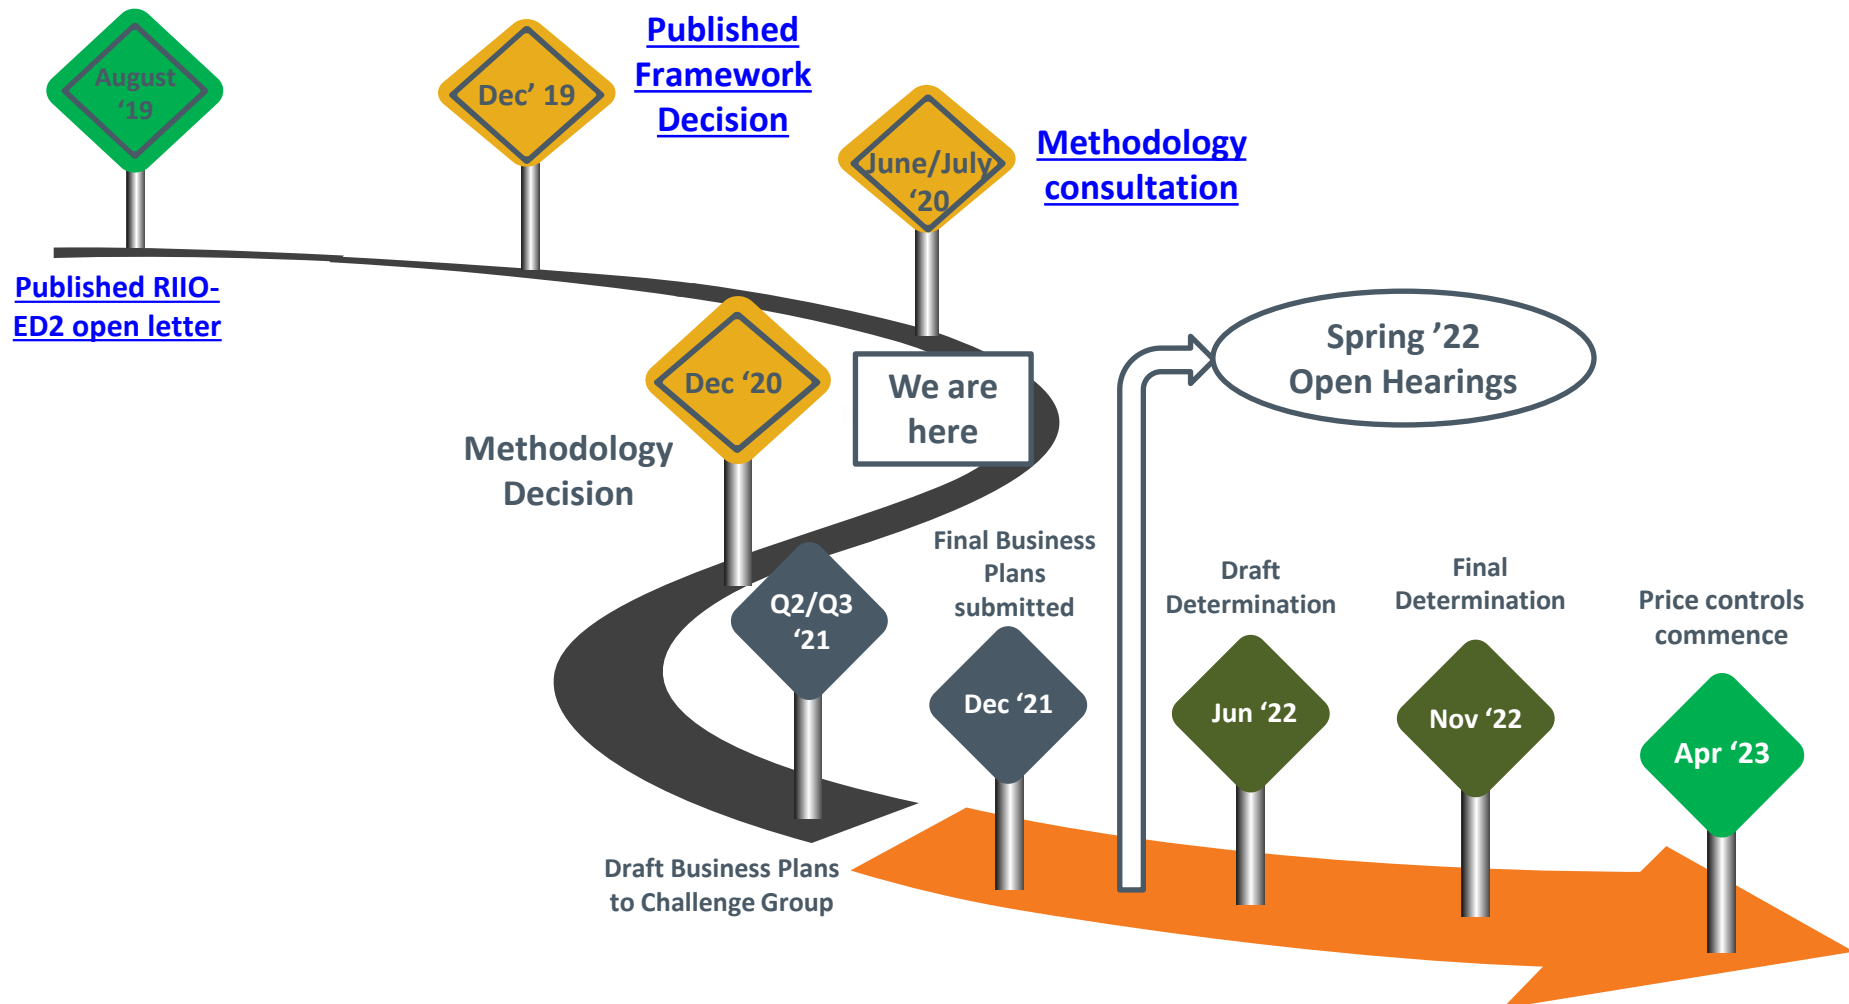 August
‘19
Published RIIO-
ED2 open letter
Dec’ 19
Published
Framework
Decision
June/July
‘20
Methodology
consultation
We are
here
Dec ‘20
Methodology
Decision
Q2/Q3
‘21
Draft Business Plans
to Challenge Group
Final Business
Plans
submitted
Dec ‘21
Spring ’22
Open Hearings
Draft
Determination
Jun ‘22
Final
Determination
Nov ‘22
Price controls
commence
Apr ‘23